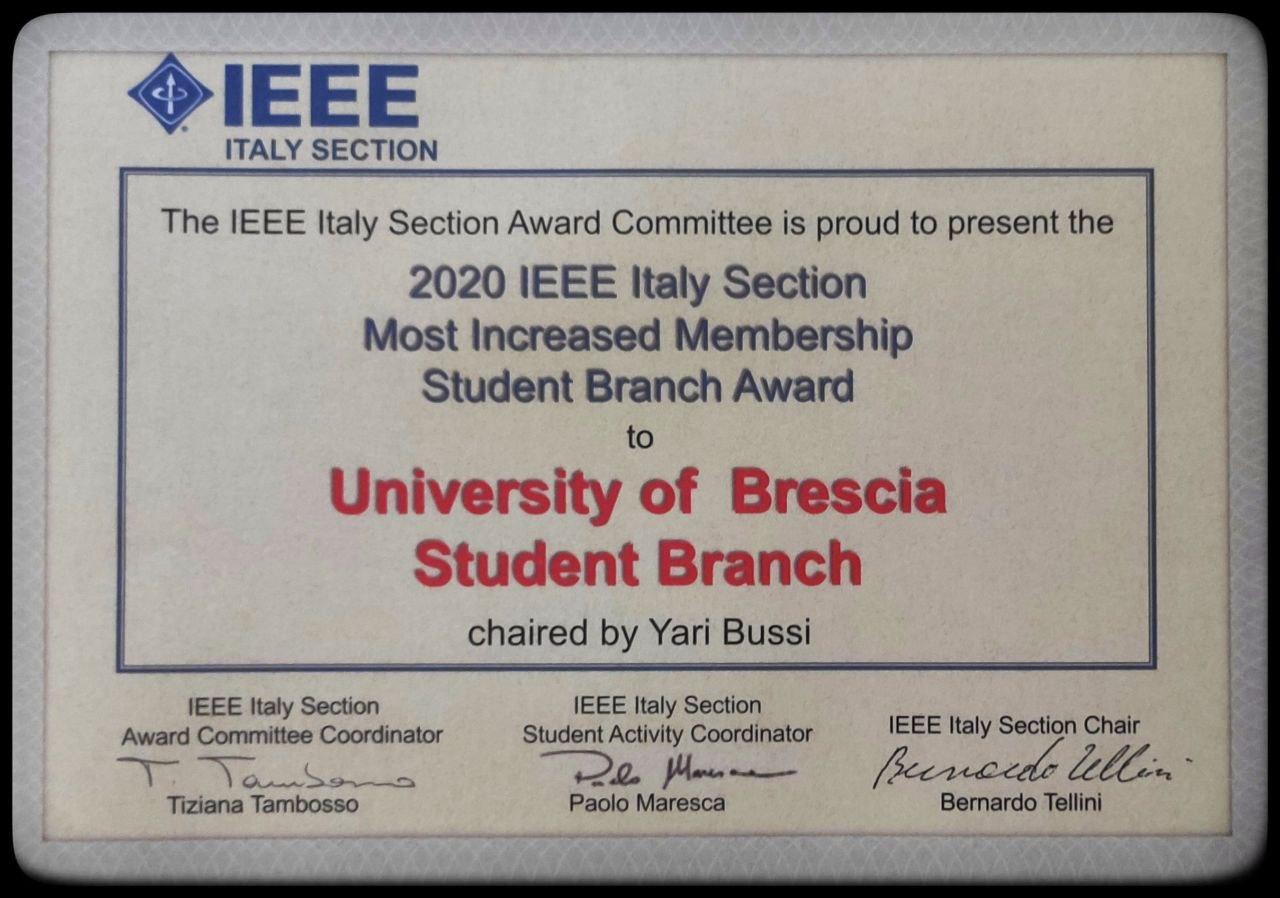 IEEE
ITALY SECTION
The IEEE Italy Section Award Committee is proud to present the
2020 IEEE Italy Section
Most Increased Membership
Student Branch Award
to
University of Brescia
Student Branch
chaired by Yari Bussi
IEEE Italy Section
Award Committee Coordinator
T. Tambosso
Tiziana Tambosso
IEEE Italy Section
Student Activity Coordinator
Paolo Maresca
Paolo Maresca
IEEE Italy Section Chair
Bernardo Tellini
Bernardo Tellini